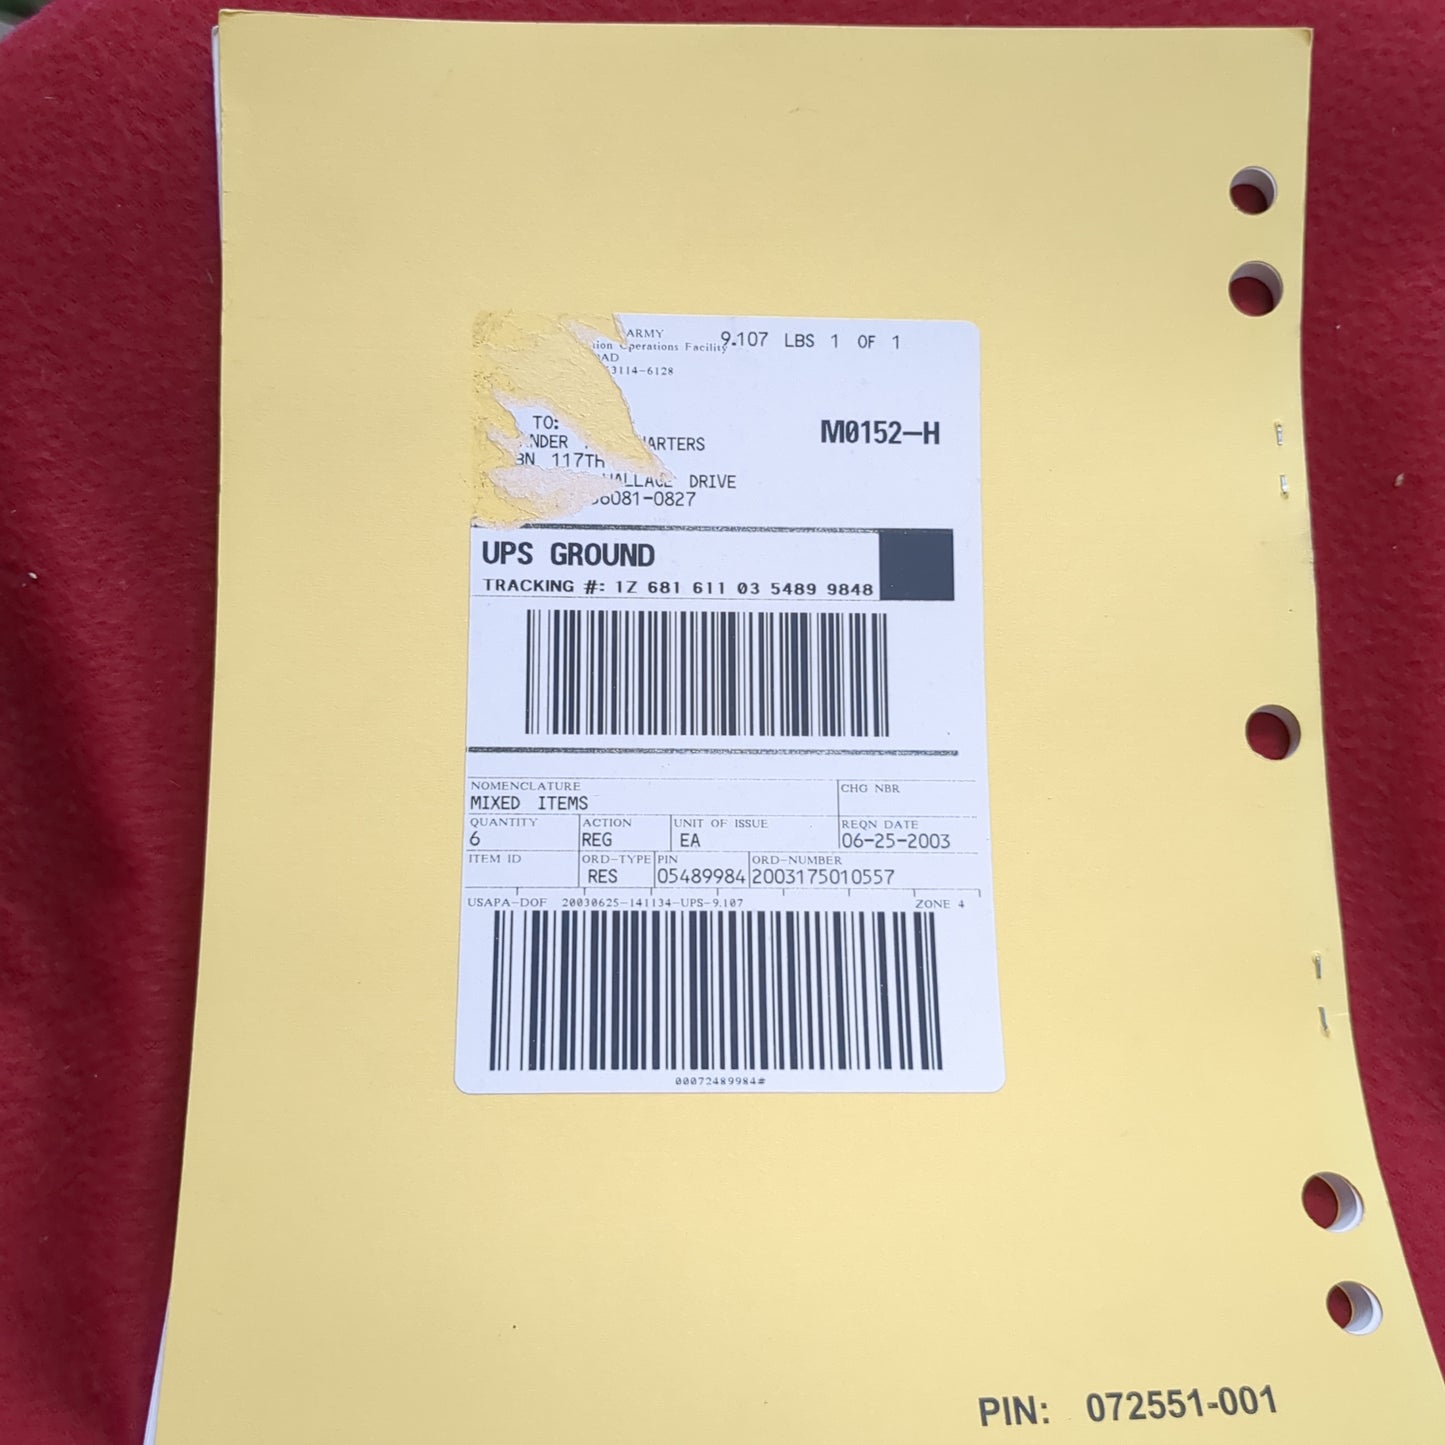 ARMY
Operations Facility
9.107 LBS 1 OF 1
3114-6128
TO:
M0152-H
117TH
DRIVE
6081-0827
UPS GROUND
TRACKING #: 1Z 681 611 03 5489 9848
NOMENCLATURE CHG NBR
MIXED ITEMS
QUANTITY ACTION UNIT OF ISSUE REQN DATE
6 REG EA 06-25-2003
ITEM ID ORD-TYPE PIN ORD-NUMBER
RES 05489984 2003175010557
USAPA-DOF 20030625-141134-UPS-9.107 ZONE 4
00072489984#
PIN: 072551-001